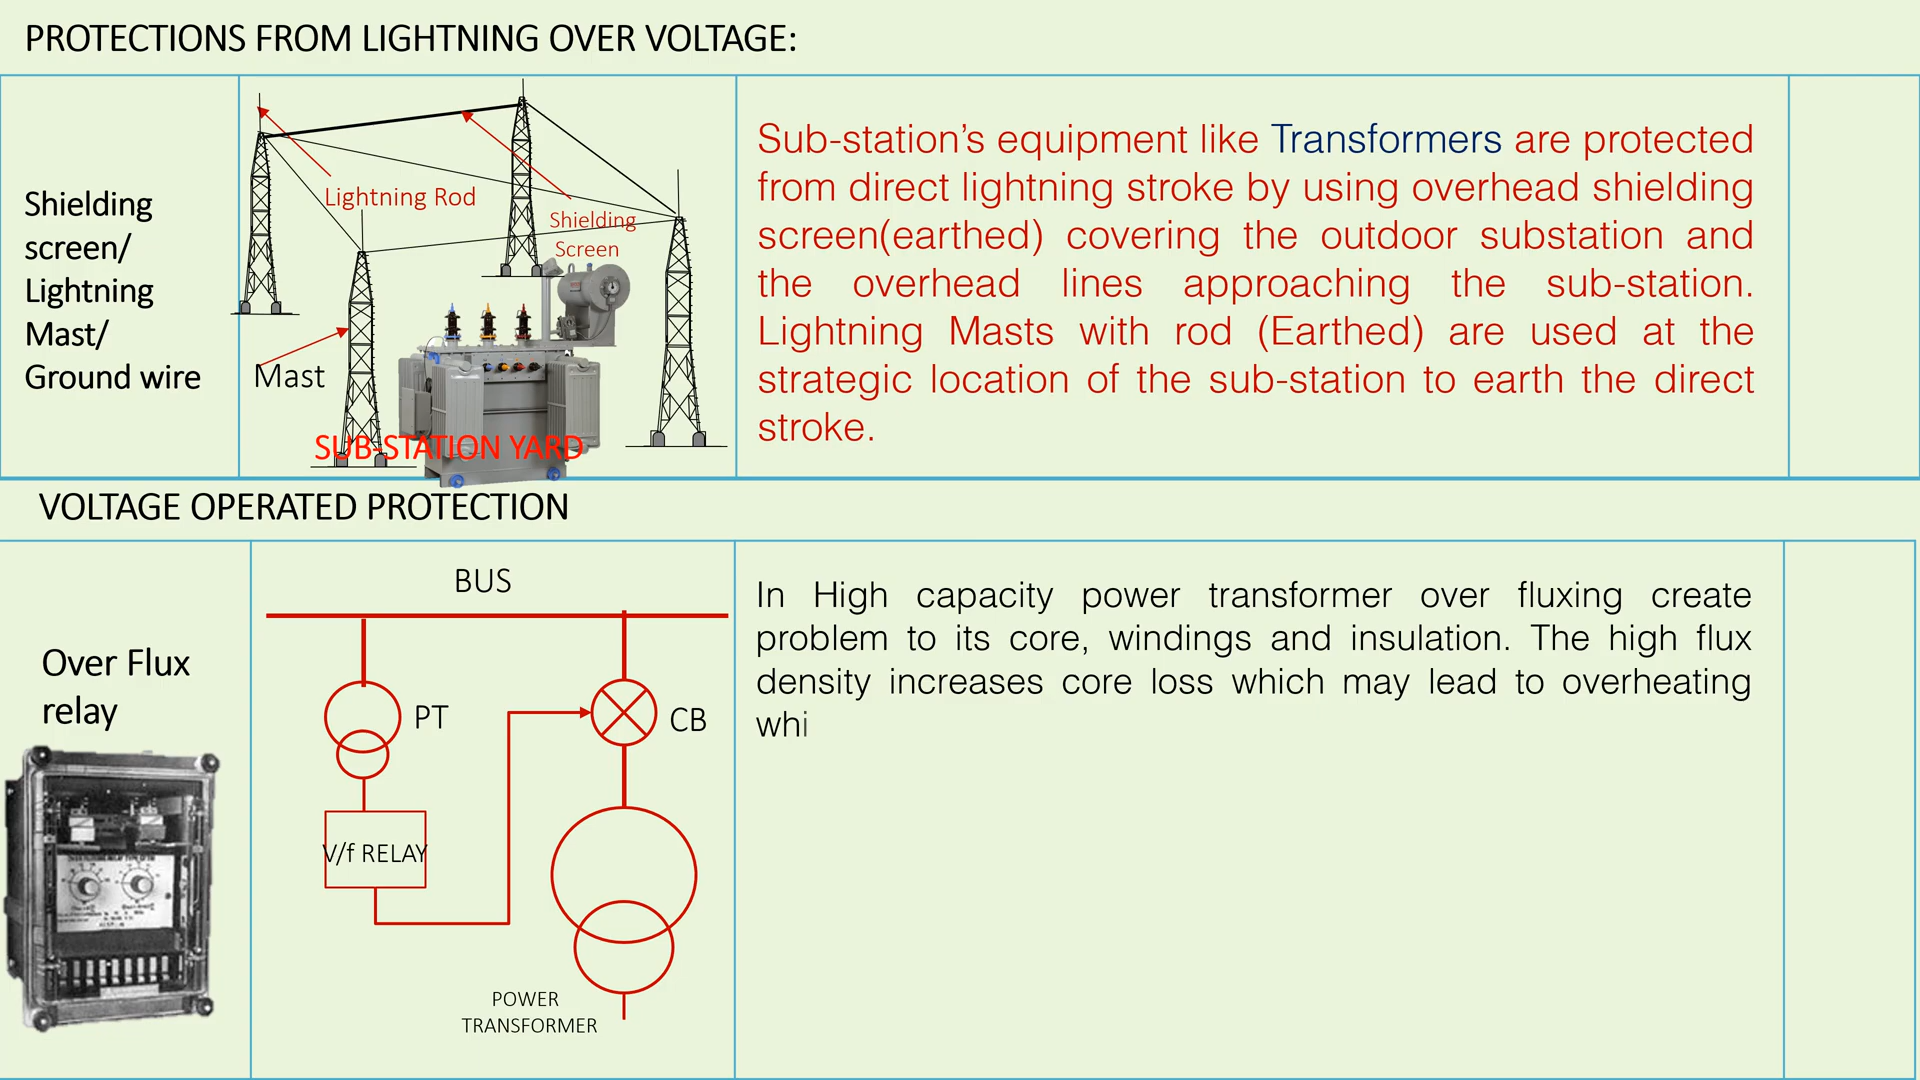 PROTECTIONS FROM LIGHTNING OVER VOLTAGE:
Shielding
screen/
Lightning
Mast/
Ground wire
Lightning Rod
Shielding
Screen
Mast
SUB-STATION YARD
Sub-station’s equipment like Transformers are protected
from direct lightning stroke by using overhead shielding
screen(earthed) covering the outdoor substation and
the overhead lines approaching the sub-station.
Lightning Masts with rod (Earthed) are used at the
strategic location of the sub-station to earth the direct
stroke.
VOLTAGE OPERATED PROTECTION
Over Flux
relay
BUS
PT
CB
V/f RELAY
POWER
TRANSFORMER
In High capacity power transformer over fluxing create
problem to its core, windings and insulation. The high flux
density increases core loss which may lead to overheating
whi